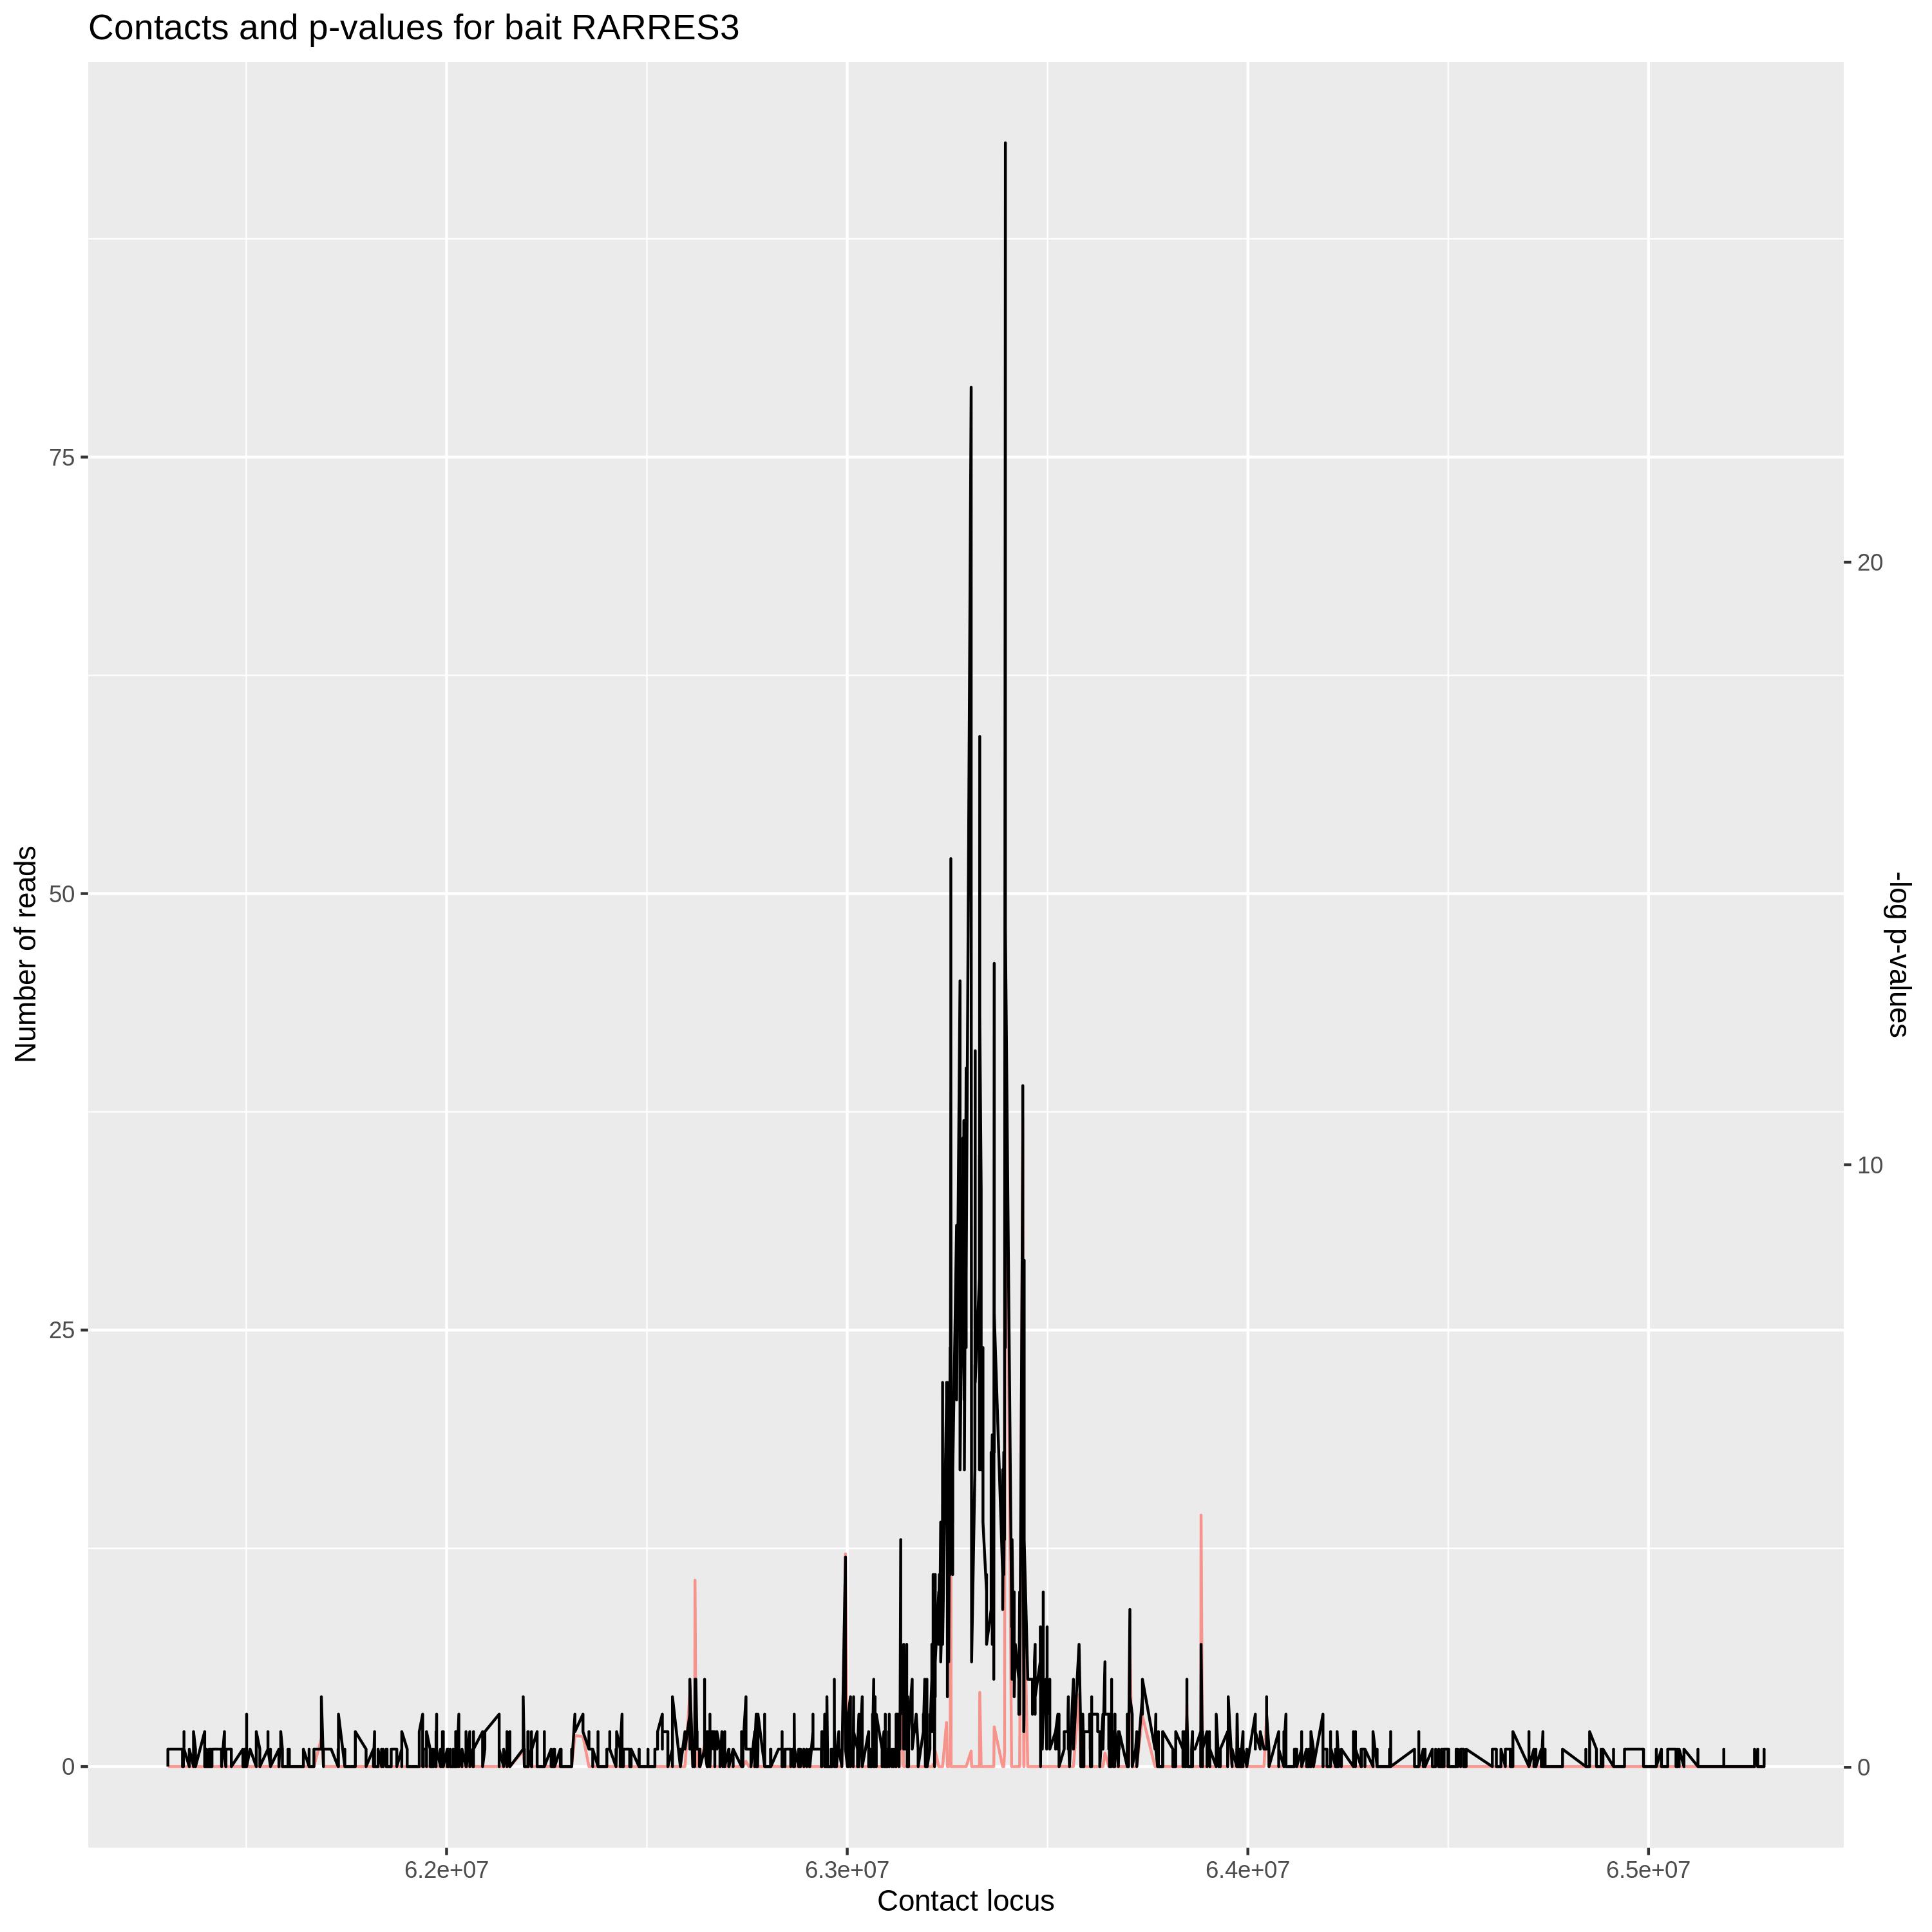 Contacts and p-values for bait RARRES3
75
50
25
0
Number of reads
20
10
0
-log p-values
6.2e+07 6.3e+07 6.4e+07 6.5e+07
Contact locus